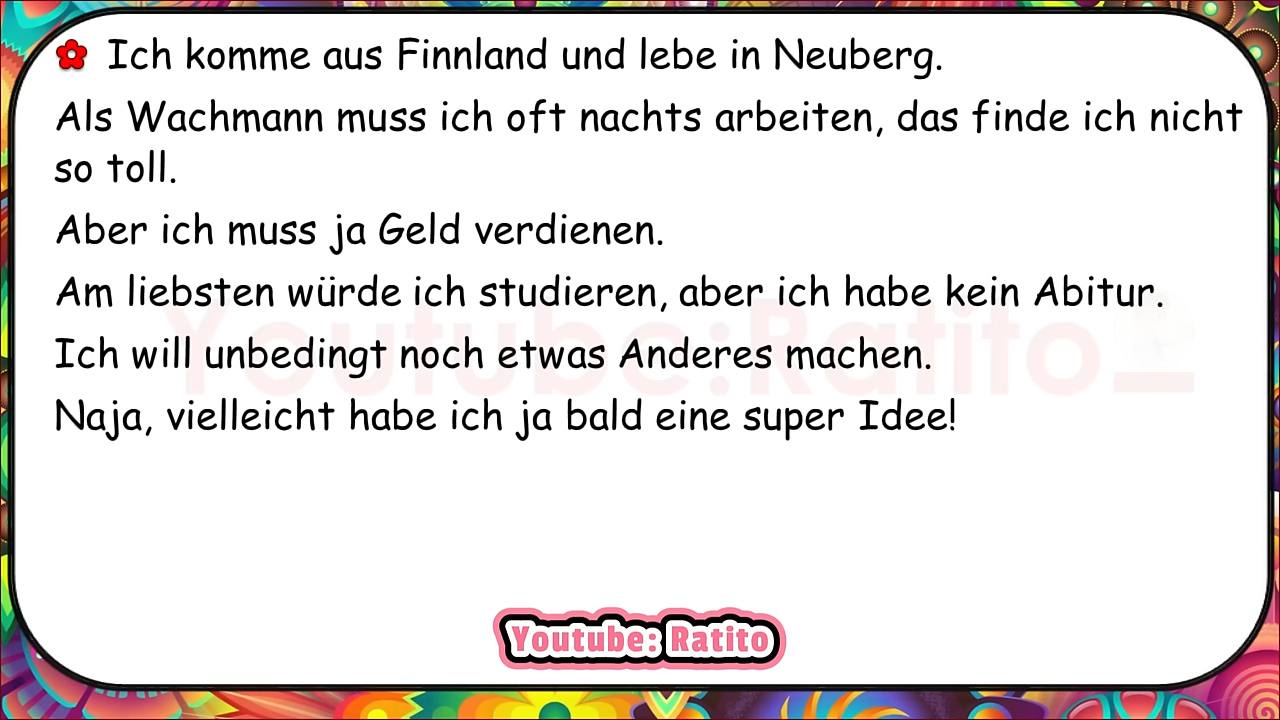 Ich komme aus Finnland und lebe in Neuberg.
Als Wachmann muss ich oft nachts arbeiten, das finde ich nicht
so toll.
Aber ich muss ja Geld verdienen.
Am liebsten würde ich studieren, aber ich habe kein Abitur.
Youtube:Ratito
Ich will unbedingt noch etwas Anderes machen.
Naja, vielleicht habe ich ja bald eine super Idee!
Youtube: Ratito